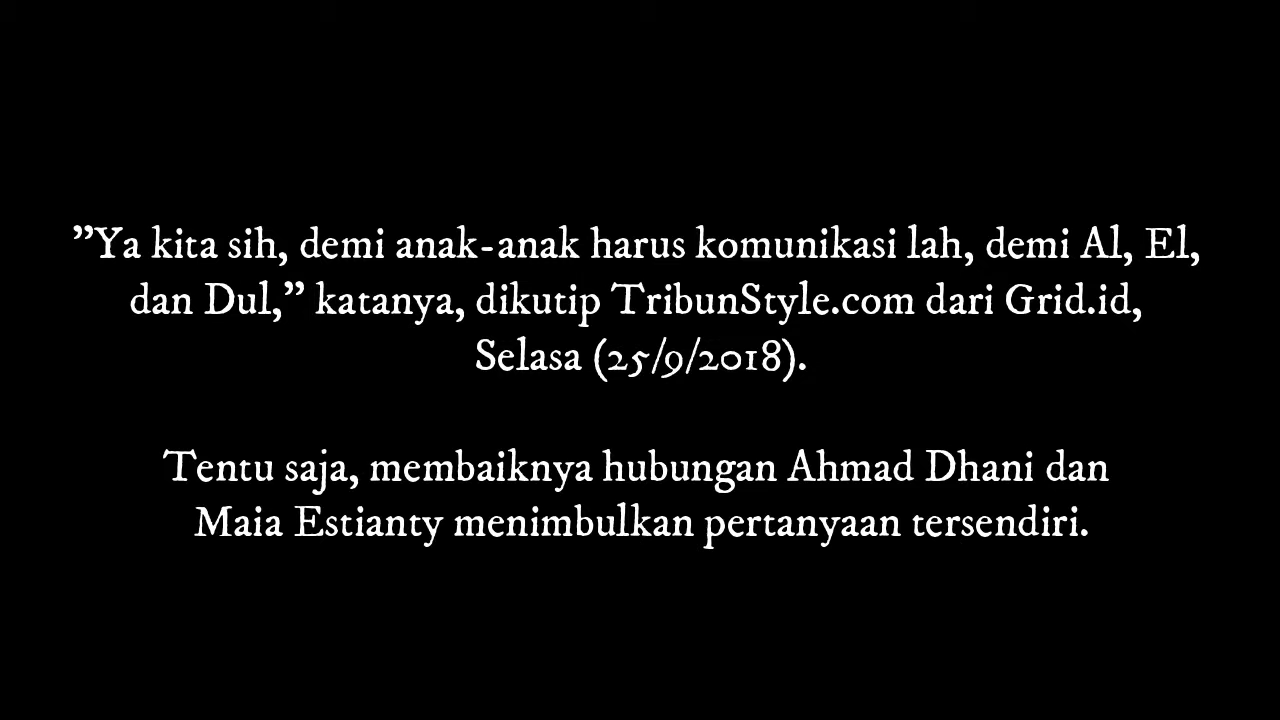 ”Ya kita sih, demi anak-anak harus komunikasi lah, demi Al, El,
dan Dul,” katanya, dikutip TribunStyle.com dari Grid.id,
Selasa (25/9/2018).
Tentu saja, membaiknya hubungan Ahmad Dhani dan
Maia Estianty menimbulkan pertanyaan tersendiri.